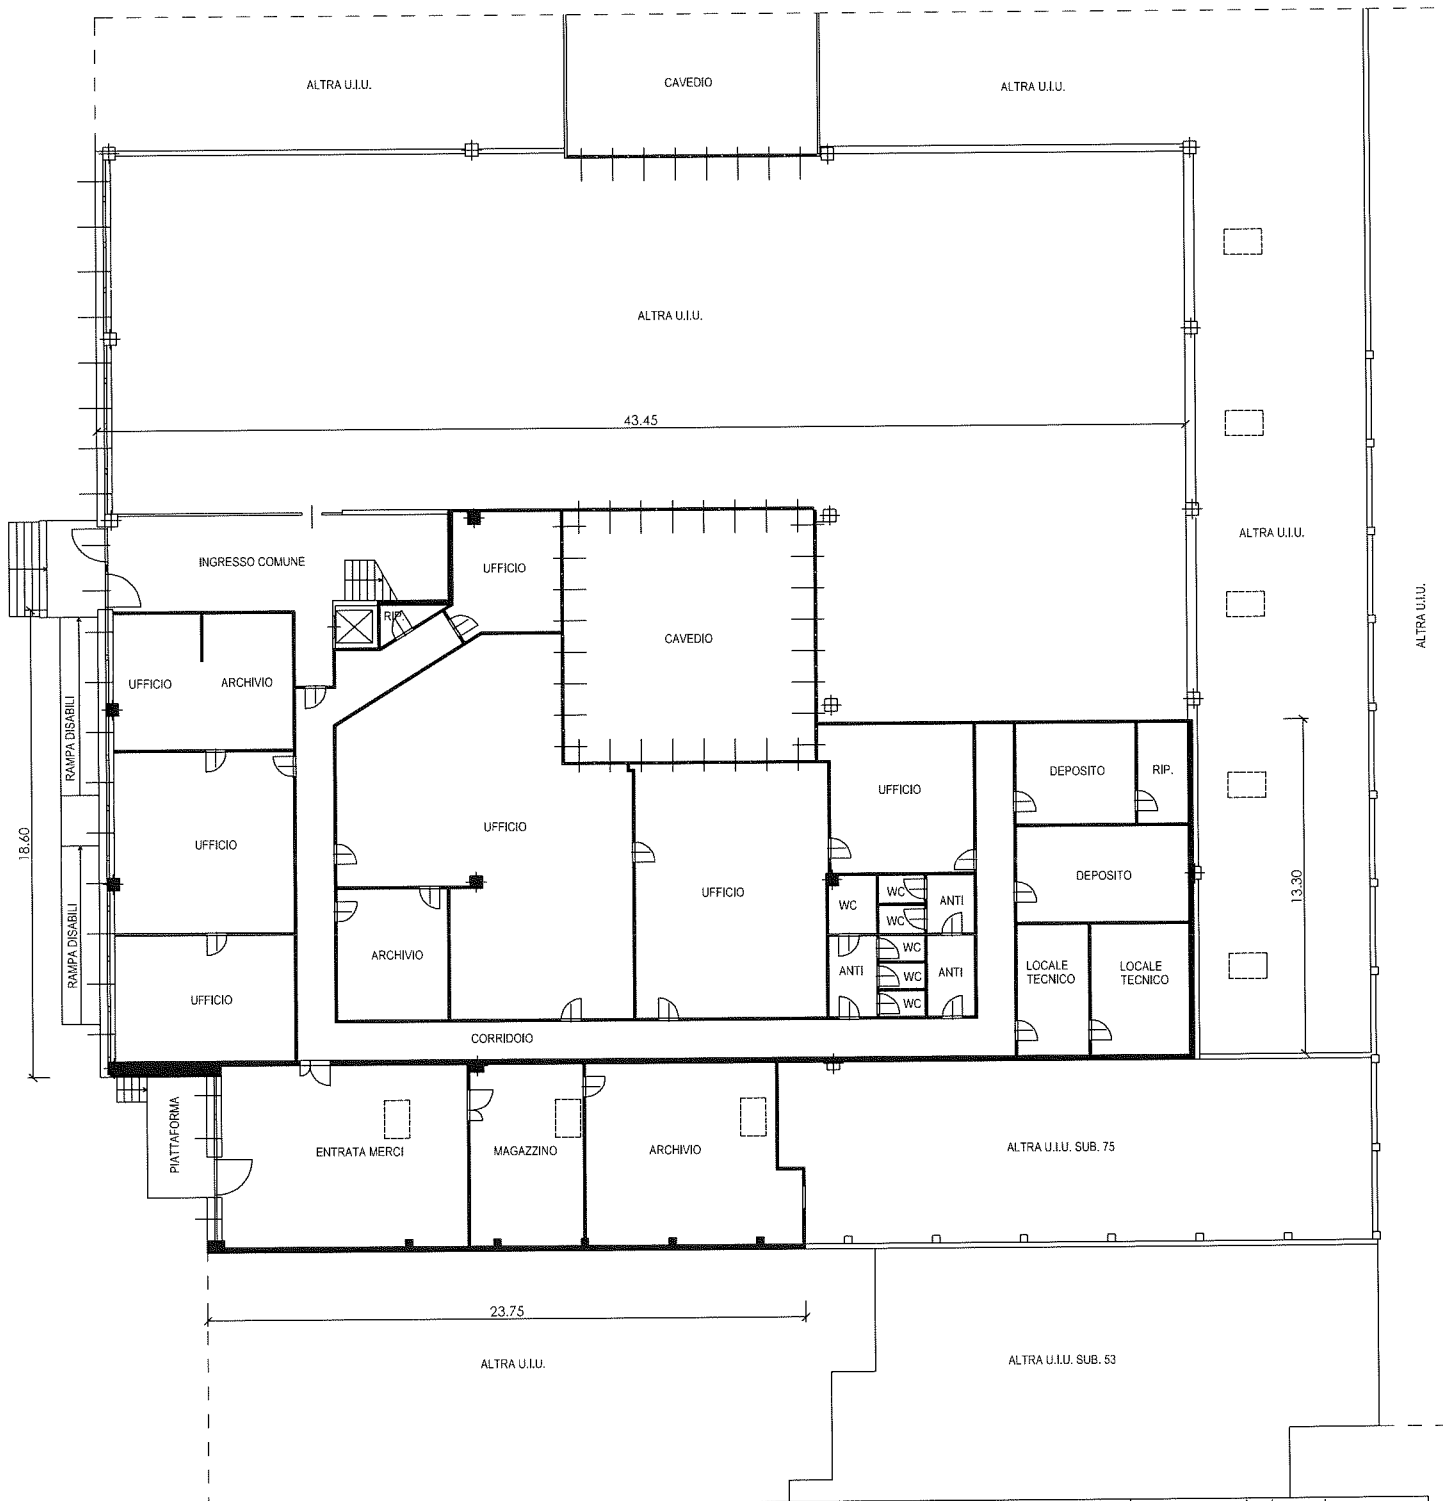 ALTRA U.I.U.
CAVEDIO
ALTRA U.I.U.
ALTRA U.I.U.
43.45
ALTRA U.I.U.
ALTRA U.I.U.
INGRESSO COMUNE
UFFICIO
RIP.
CAVEDIO
UFFICIO
ARCHIVIO
RAMPA DISABILI
DEPOSITO
RIP.
UFFICIO
UFFICIO
18.60
UFFICIO
DEPOSITO
13.30
UFFICIO
WC
WC
ANTI
WC
RAMPA DISABILI
ARCHIVIO
WC
ANTI
WC
ANTI
WC
LOCALE
TECNICO
LOCALE
TECNICO
UFFICIO
CORRIDOIO
PIATTAFORMA
ENTRATA MERCI
MAGAZZINO
ARCHIVIO
ALTRA U.I.U. SUB. 75
23.75
ALTRA U.I.U.
ALTRA U.I.U. SUB. 53